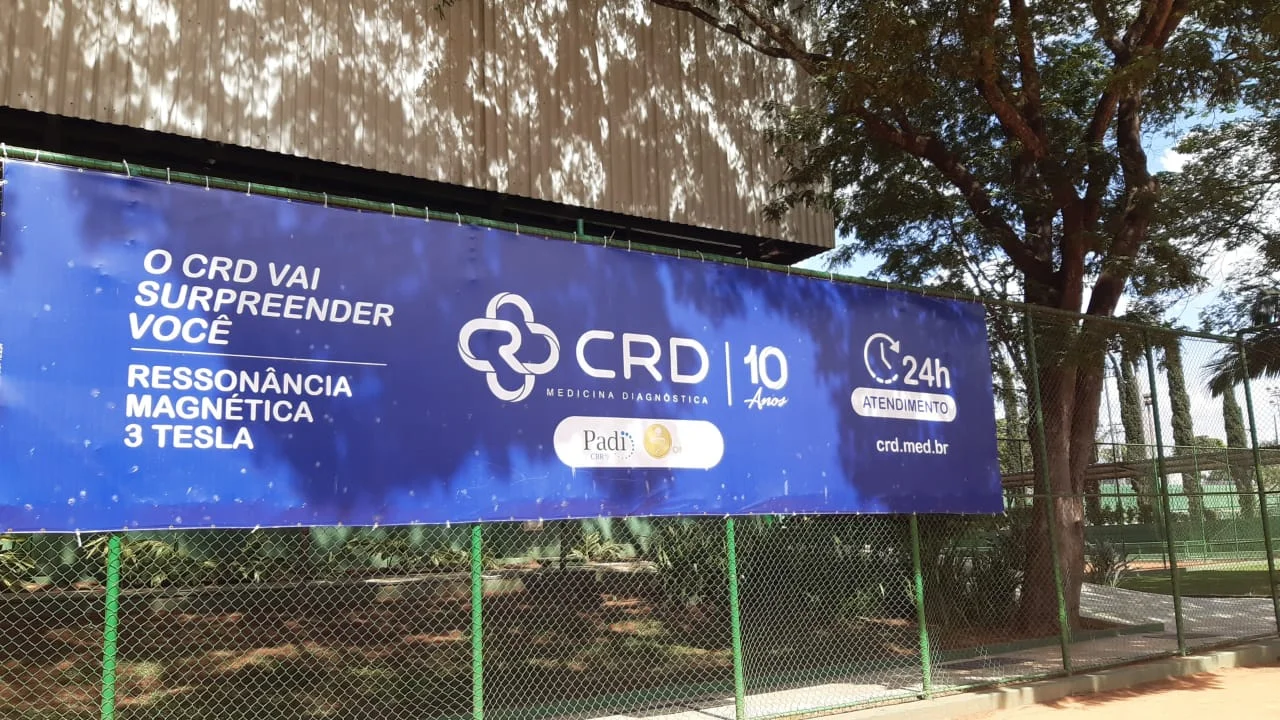 O CRD VAI
SURPREENDER
VOCÊ
RESSONÂNCIA
MAGNÉTICA
3 TESLA
CRD
MEDICINA DIAGNÓSTICA
10
Anos
Padi
CBR
24h
ATENDIMENTO
crd.med.br